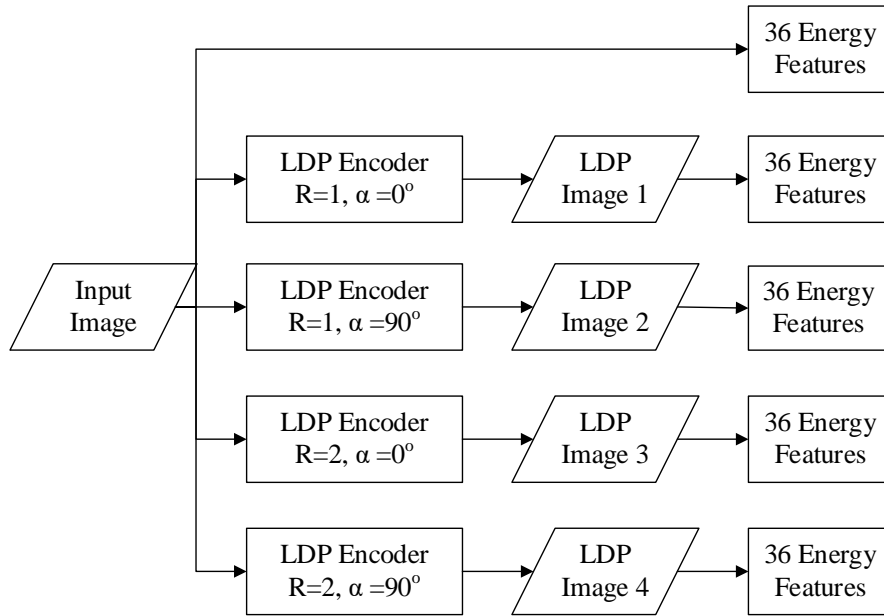 36 Energy
Features
LDP Encoder
R=1, α =0°
LDP
Image 1
36 Energy
Features
Input
Image
LDP Encoder
R=1, α =90°
LDP
Image 2
36 Energy
Features
LDP Encoder
R=2, α =0°
LDP
Image 3
36 Energy
Features
LDP Encoder
R=2, α =90°
LDP
Image 4
36 Energy
Features